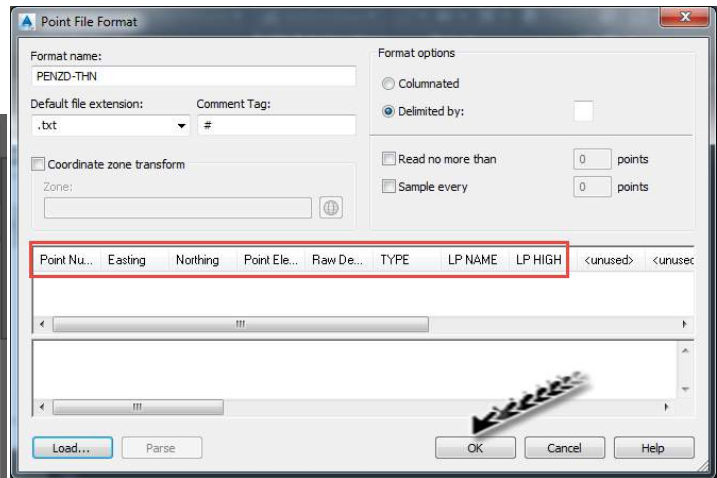 Point File Format
Format name:
PENZD-THN
Default file extension:
Comment Tag:
.txt
#
Coordinate zone transform
Zone:
Format options
Columnated
Delimited by:
Read no more than
0
points
Sample every
0
points
Point Nu... Easting Northing Point Ele... Raw De... TYPE LP NAME LP HIGH <unused> <unused
Load...
Parse
OK
Cancel
Help